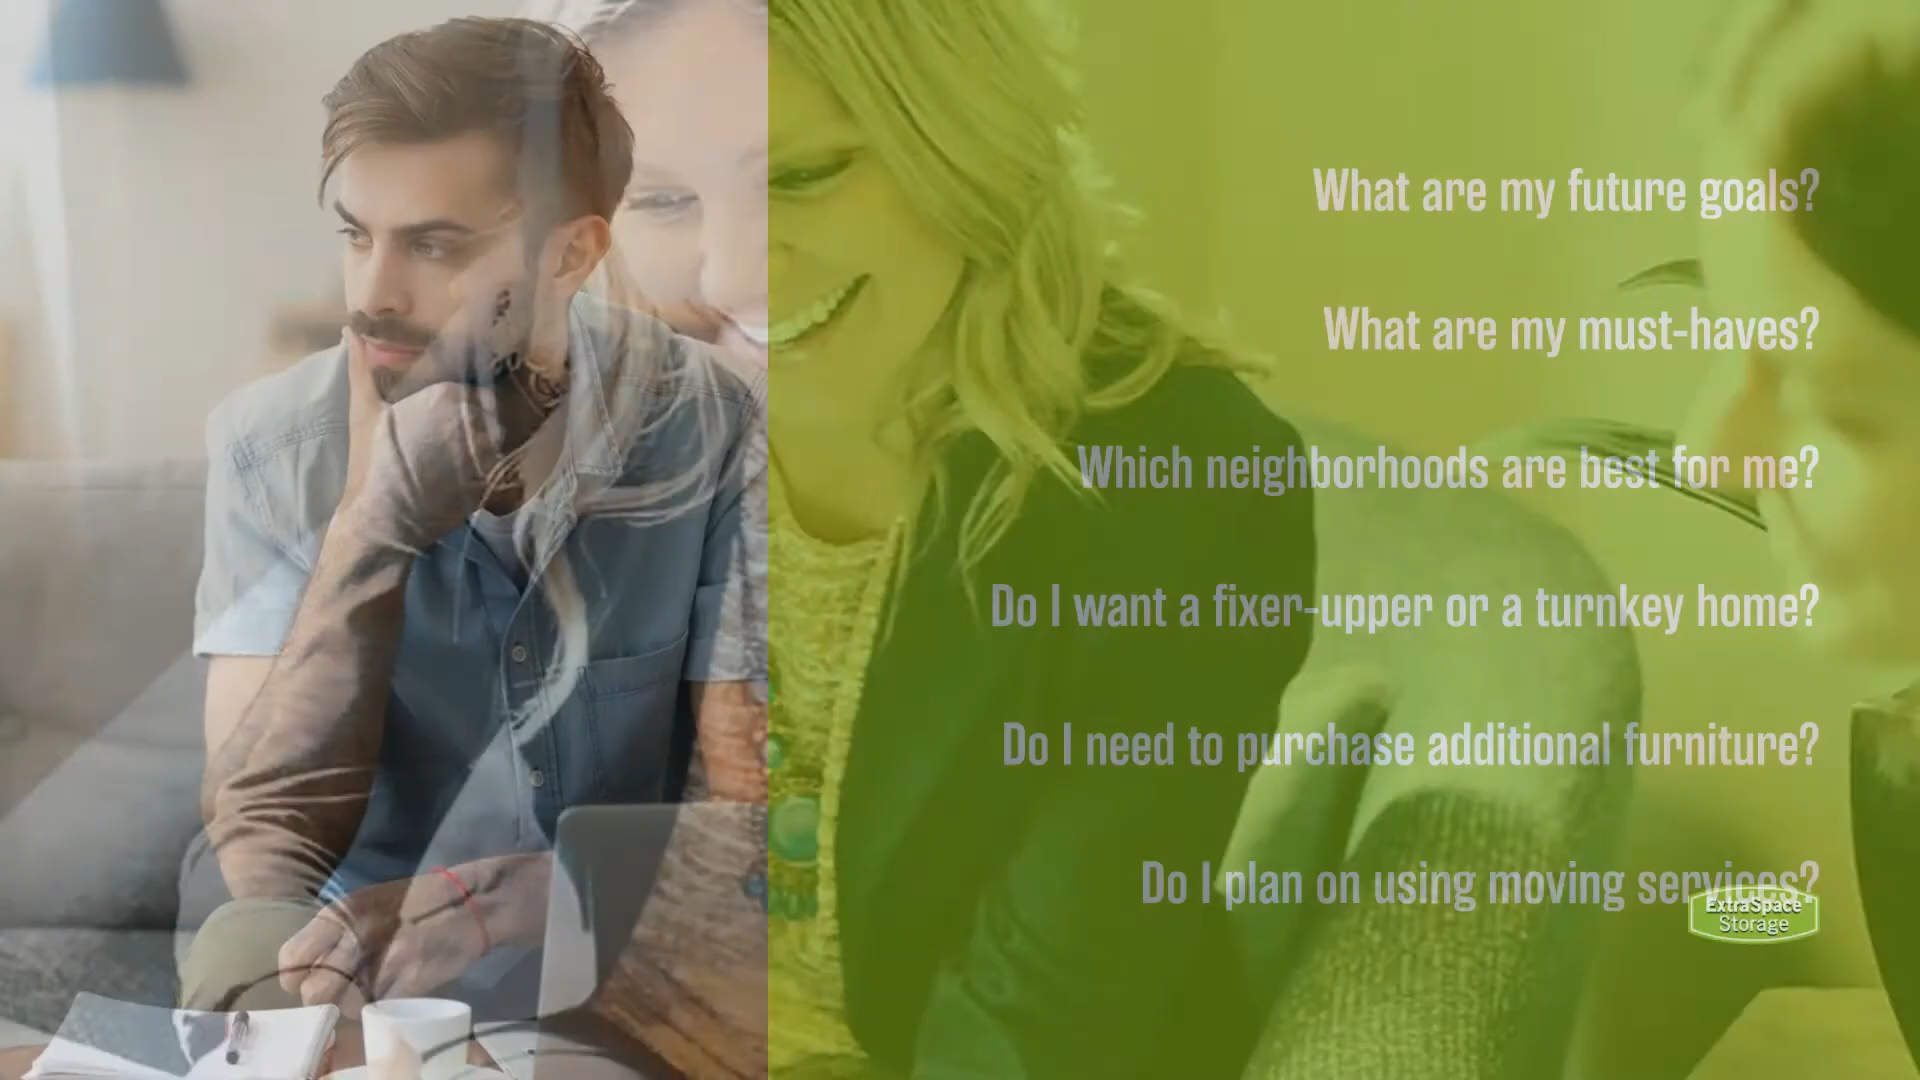 What are my future goals?
What are my must-haves?
Which neighborhoods are best for me?
Do I want a fixer-upper or a turnkey home?
Do I need to purchase additional furniture?
Do I plan on using moving services?
ExtraSpace
Storage